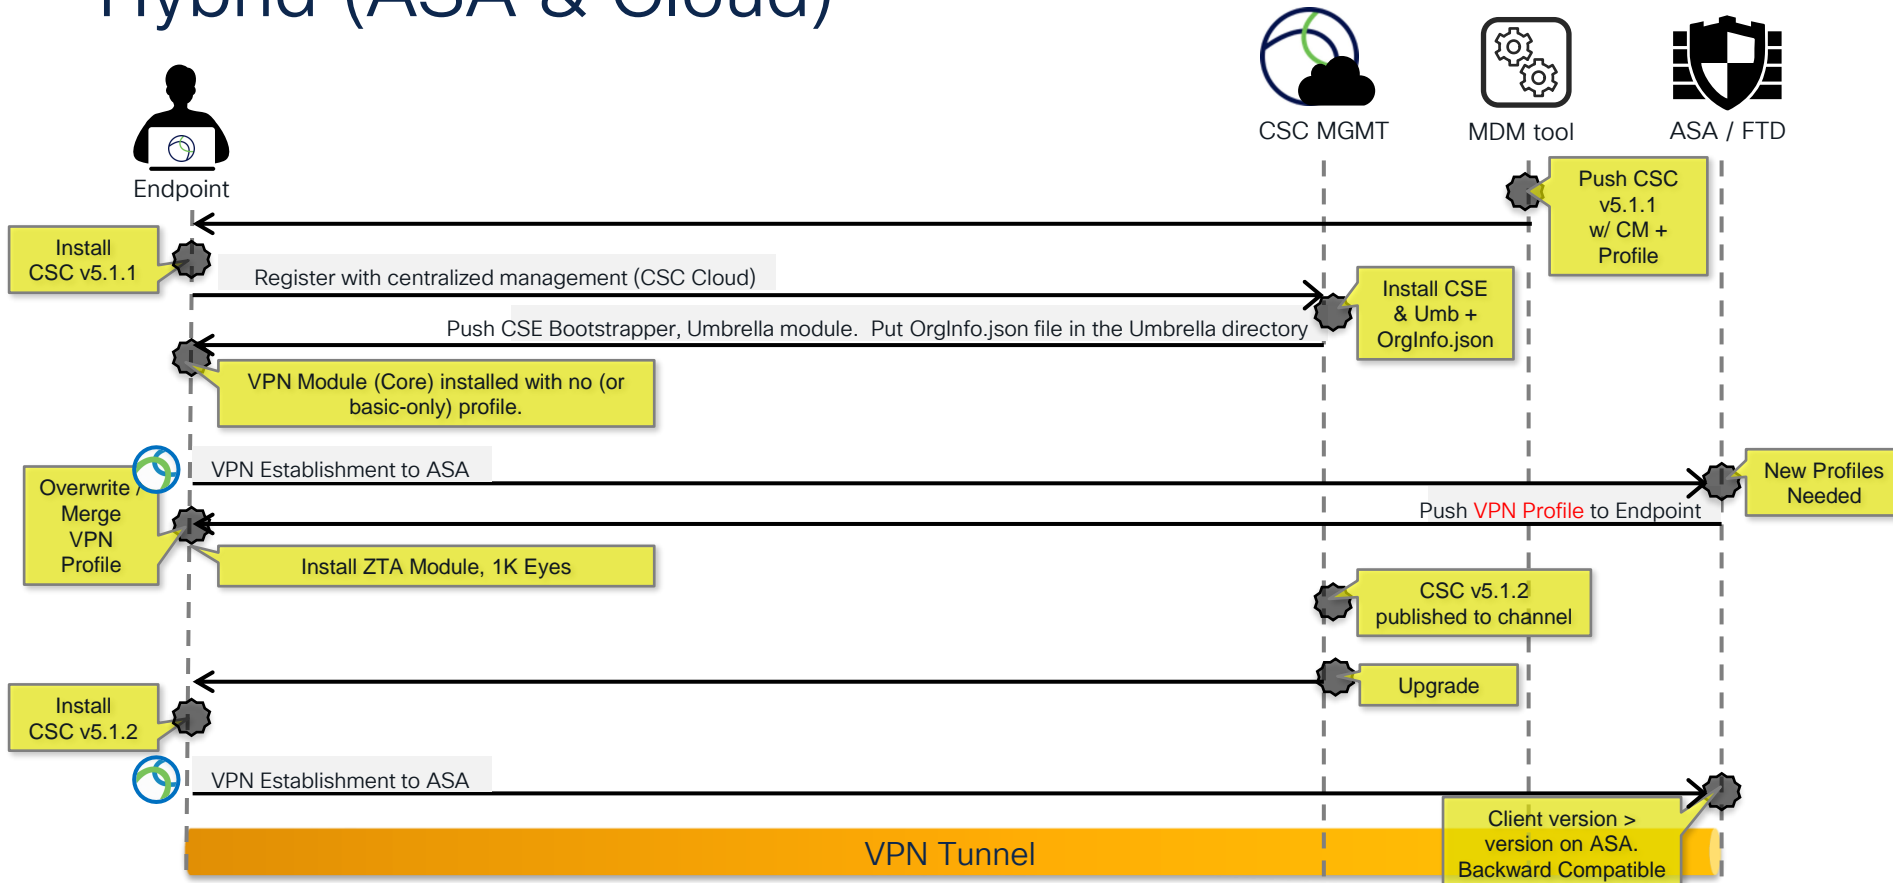 Hybrid (ASA & Cloud)
CSC MGMT
MDM tool
ASA / FTD
Endpoint
Push CSC
v5.1.1
w/ CM +
Profile
Install
CSC v5.1.1
Register with centralized management (CSC Cloud)
Install CSE
& Umb +
OrgInfo.json
Push CSE Bootstrapper, Umbrella module.  Put OrgInfo.json file in the Umbrella directory
VPN Module (Core) installed with no (or
basic-only) profile.
VPN Establishment to ASA
New Profiles
Needed
Overwrite /
Merge
VPN
Profile
Push VPN Profile to Endpoint
Install ZTA Module, 1K Eyes
CSC v5.1.2
published to channel
Upgrade
Install
CSC v5.1.2
VPN Establishment to ASA
Client version >
version on ASA.
Backward Compatible
VPN Tunnel